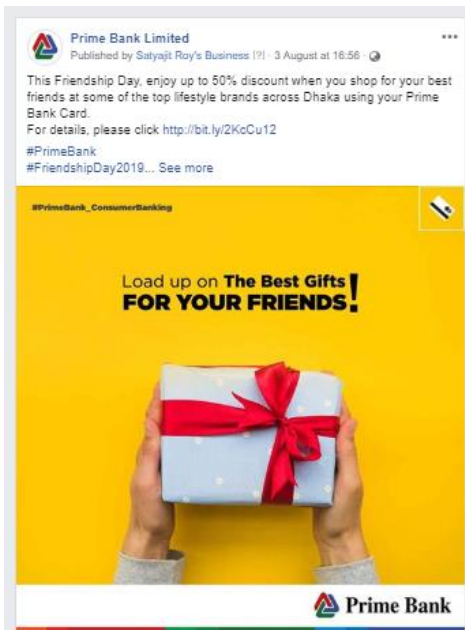 Prime Bank Limited
Published by Satyajit Roy's Business [?] · 3 August at 16:56 ·
This Friendship Day, enjoy up to 50% discount when you shop for your best
friends at some of the top lifestyle brands across Dhaka using your Prime
Bank Card.
For details, please click http://bit.ly/2KcCu12
#PrimeBank
#FriendshipDay2019... See more
#PrimeBank_ConsumerBanking
Load up on The Best Gifts
FOR YOUR FRIENDS!
Prime Bank